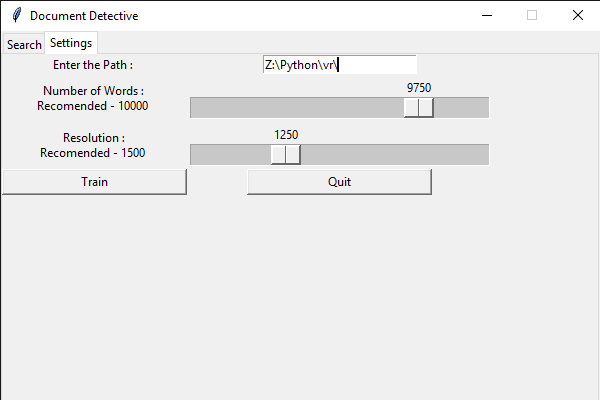 Document Detective
Search Settings
Enter the Path : Z:\Python\vr\
9750
Number of Words :
Recomended - 10000
1250
Resolution :
Recomended - 1500
Train Quit